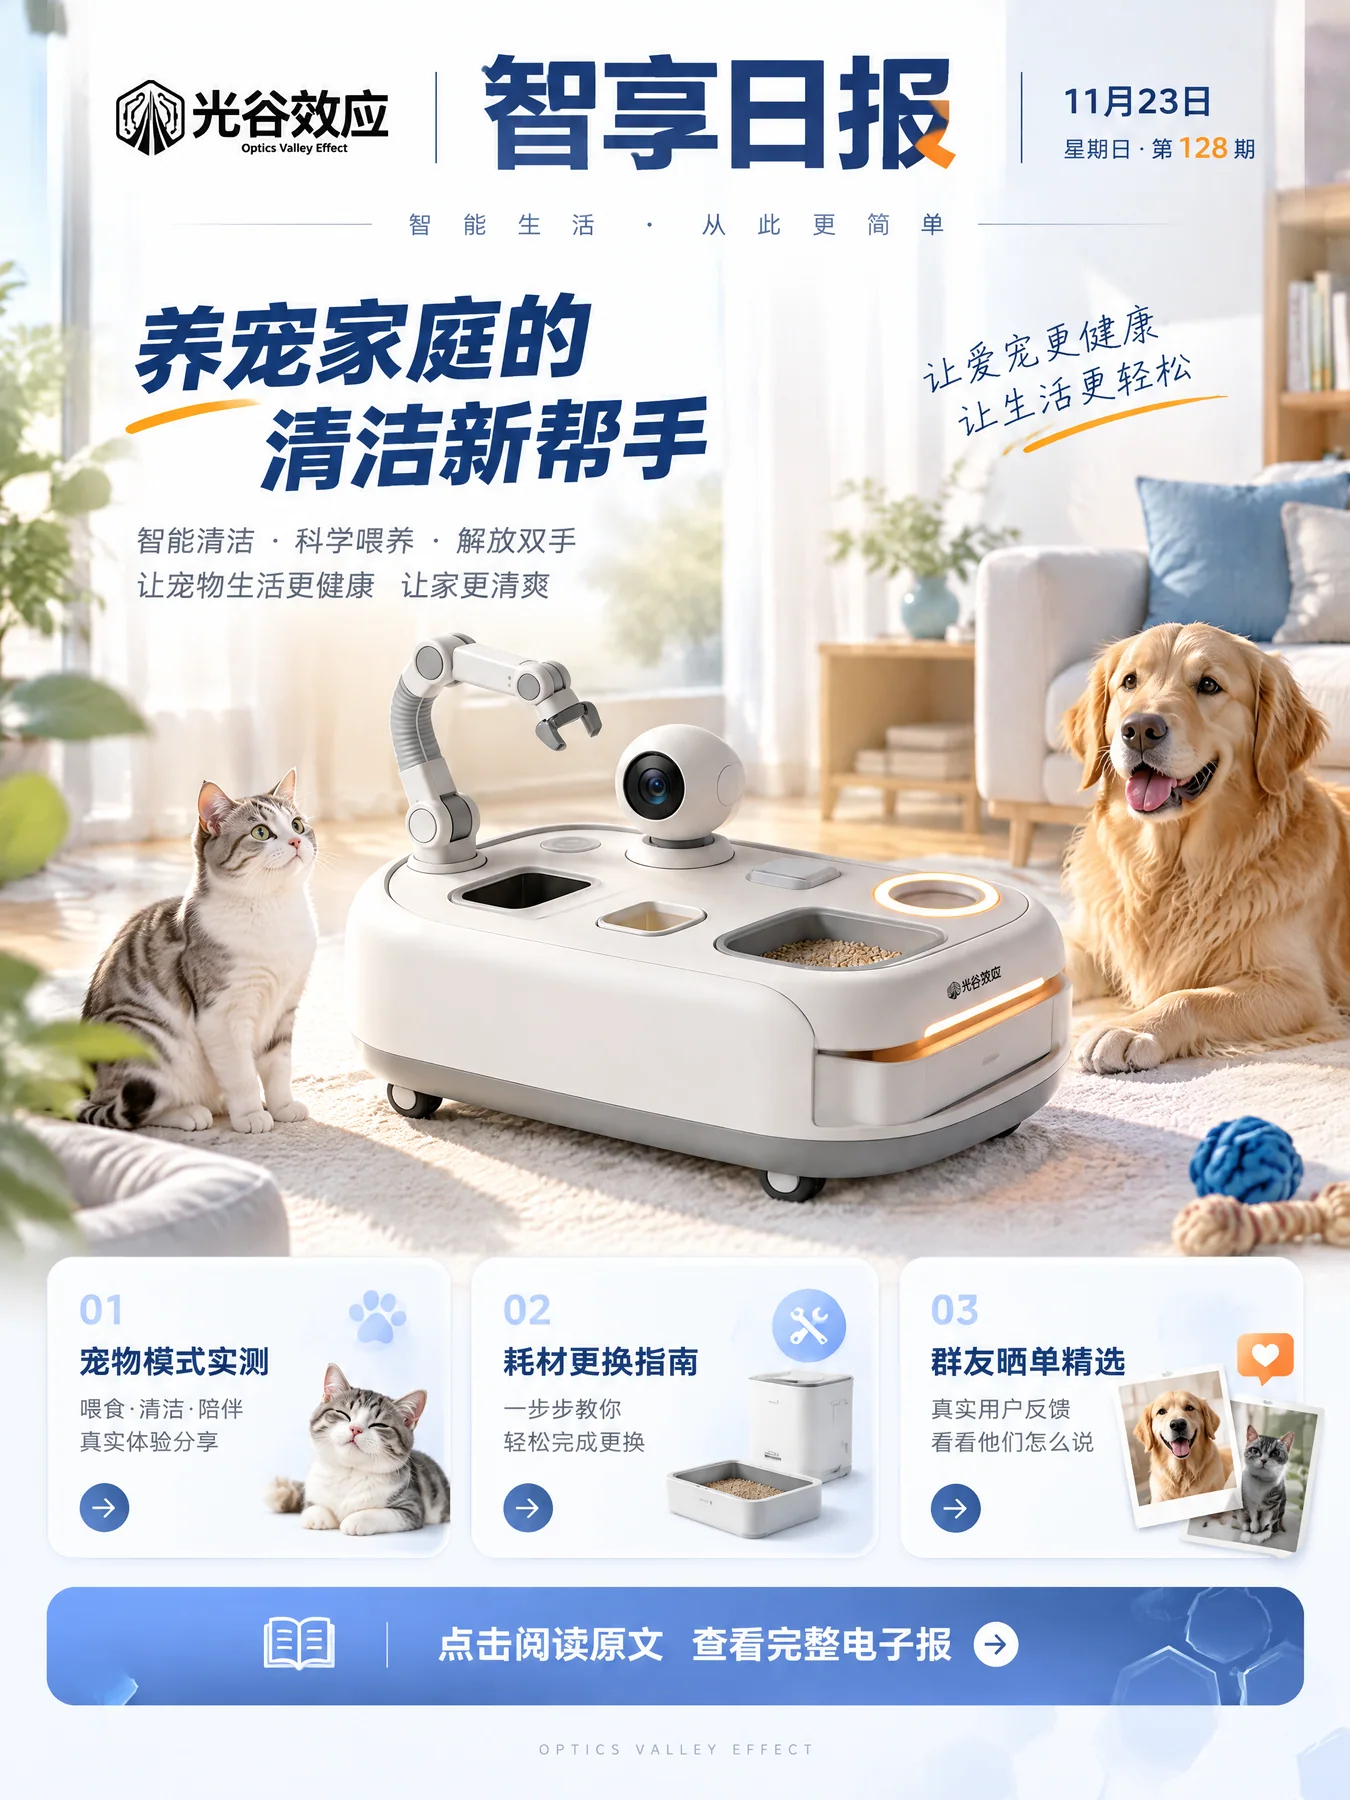 光谷效应
Optics Valley Effect
智享日报
11月23日
星期日·第 128 期
智能生活·从此更简单
养宠家庭的
清洁新帮手
让爱宠更健康
让生活更轻松
智能清洁 · 科学喂养 · 解放双手
让宠物生活更健康 让家更清爽
光谷效应
01
宠物模式实测
喂食·清洁·陪伴
真实体验分享
02
耗材更换指南
一步步教你
轻松完成更换
03
群友晒单精选
真实用户反馈
看看他们怎么说
点击阅读原文 查看完整电子报
OPTICS VALLEY EFFECT